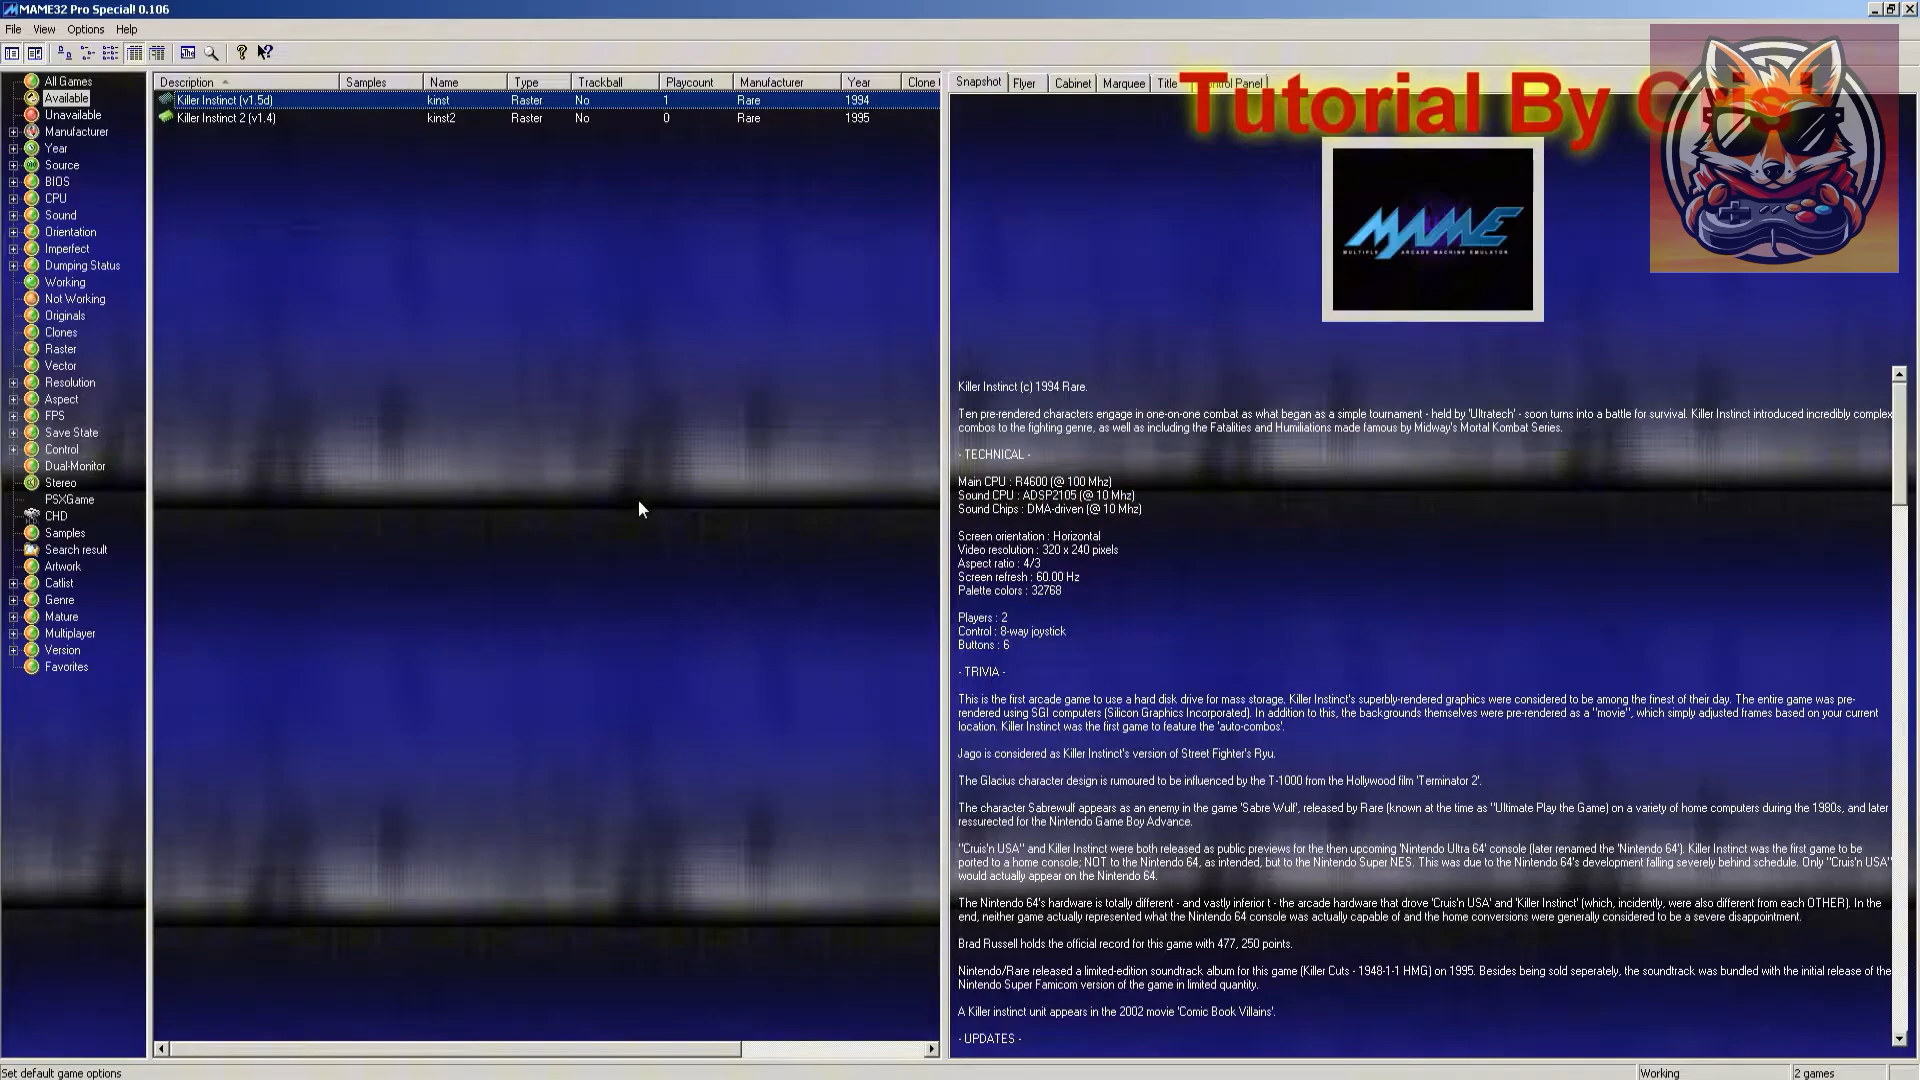 MAME32 Pro Special! 0.106
File View Options Help
All Games
Available
Unavailable
Manufacturer
Year
Source
BIOS
CPU
Sound
Orientation
Imperfect
Dumping Status
Working
Not Working
Originals
Clones
Raster
Vector
Resolution
Aspect
FPS
Save State
Control
Dual-Monitor
Stereo
PSXGame
CHD
Samples
Search result
Artwork
Catlist
Genre
Mature
Multiplayer
Version
Favorites
Description Samples Name Type Trackball Playcount Manufacturer Year Clone
Killer Instinct (v1.5d) kinst Raster No 1 Rare 1994
Killer Instinct 2 (v1.4) kinst2 Raster No 0 Rare 1995
Snapshot Flyer Cabinet Marquee Title Panel
Tutorial By
MAME
MULTIPLE ARCADE MACHINE EMULATOR
Killer Instinct (c) 1994 Rare.
Ten pre-rendered characters engage in one-on-one combat as what began as a simple tournament - held by 'Ultratech' - soon turns into a battle for survival. Killer Instinct introduced incredibly complex
combos to the fighting genre, as well as including the Fatalities and Humiliations made famous by Midway's Mortal Kombat Series.
- TECHNICAL -
Main CPU : R4600 (@ 100 Mhz)
Sound CPU : ADSP2105 (@ 10 Mhz)
Sound Chips : DMA-driven (@ 10 Mhz)
Screen orientation : Horizontal
Video resolution : 320 x 240 pixels
Aspect ratio : 4/3
Screen refresh : 60.00 Hz
Palette colors : 32768
Players : 2
Control : 8-way joystick
Buttons : 6
- TRIVIA -
This is the first arcade game to use a hard disk drive for mass storage. Killer Instinct's superbly-rendered graphics were considered to be among the finest of their day. The entire game was pre-
rendered using SGI computers (Silicon Graphics Incorporated). In addition to this, the backgrounds themselves were pre-rendered as a "movie", which simply adjusted frames based on your current
location. Killer Instinct was the first game to feature the 'auto-combos'.
Jago is considered as Killer Instinct's version of Street Fighter's Ryu.
The Glacius character design is rumoured to be influenced by the T-1000 from the Hollywood film 'Terminator 2'.
The character Sabrewulf appears as an enemy in the game 'Sabre Wulf', released by Rare (known at the time as "Ultimate Play the Game) on a variety of home computers during the 1980s, and later
ressurected for the Nintendo Game Boy Advance.
"Cruis'n USA" and Killer Instinct were both released as public previews for the then upcoming 'Nintendo Ultra 64' console (later renamed the 'Nintendo 64'). Killer Instinct was the first game to be
ported to a home console; NOT to the Nintendo 64, as intended, but to the Nintendo Super NES. This was due to the Nintendo 64's development falling severely behind schedule. Only "Cruis'n USA"
would actually appear on the Nintendo 64.
The Nintendo 64's hardware is totally different - and vastly inferior t - the arcade hardware that drove 'Cruis'n USA' and 'Killer Instinct' (which, incidently, were also different from each OTHER). In the
end, neither game actually represented what the Nintendo 64 console was actually capable of and the home conversions were generally considered to be a severe disappointment.
Brad Russell holds the official record for this game with 477, 250 points.
Nintendo/Rare released a limited-edition soundtrack album for this game (Killer Cuts - 1948-1-1 HMG) on 1995. Besides being sold seperately, the soundtrack was bundled with the initial release of the
Nintendo Super Famicom version of the game in limited quantity.
A Killer instinct unit appears in the 2002 movie 'Comic Book Villains'.
- UPDATES -
Set default game options Working 2 games